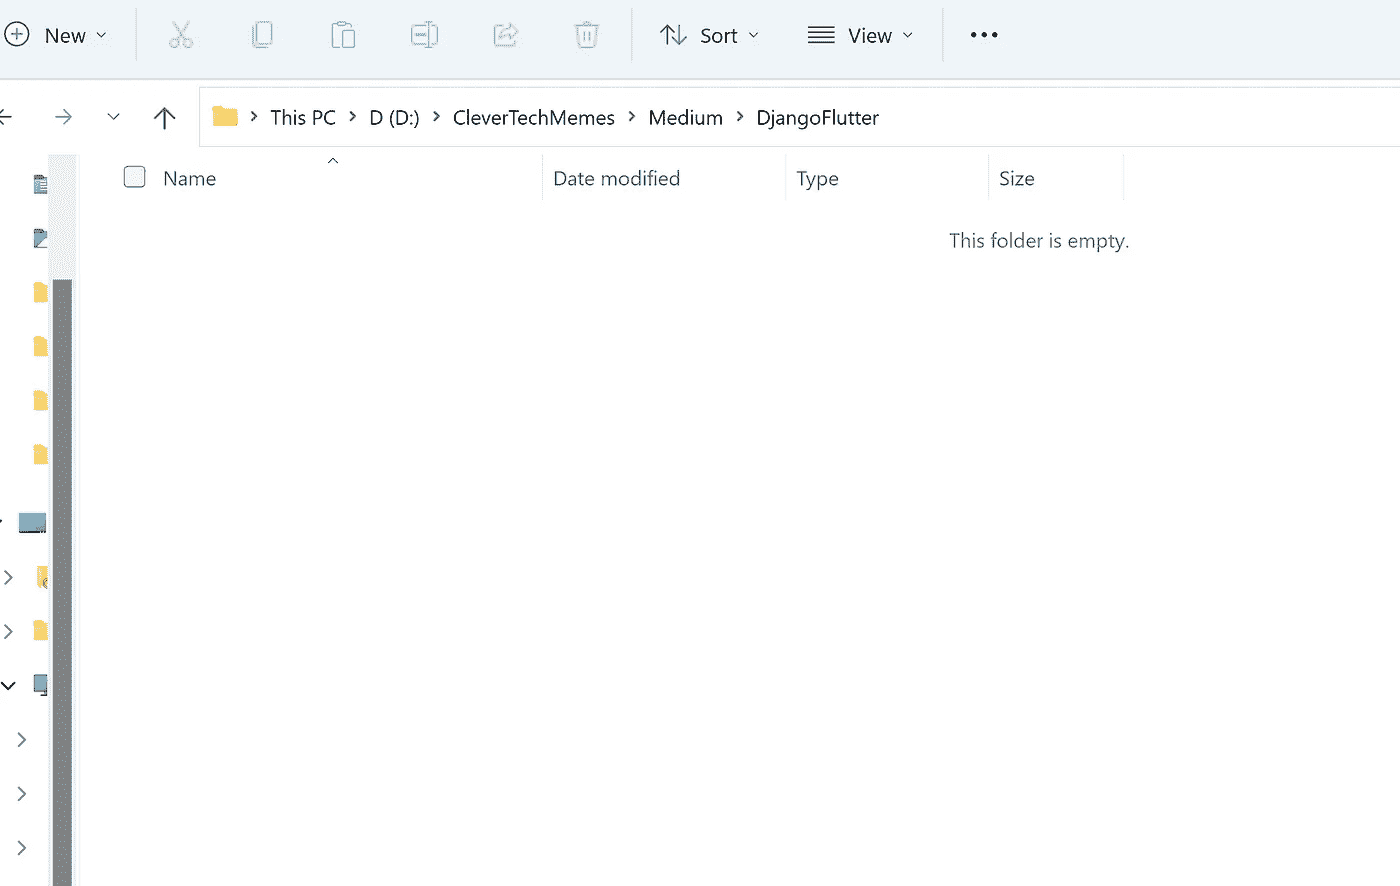 New Sort View
This PC > D (D:) > CleverTechMemes > Medium > DjangoFlutter
Name Date modified Type Size
This folder is empty.